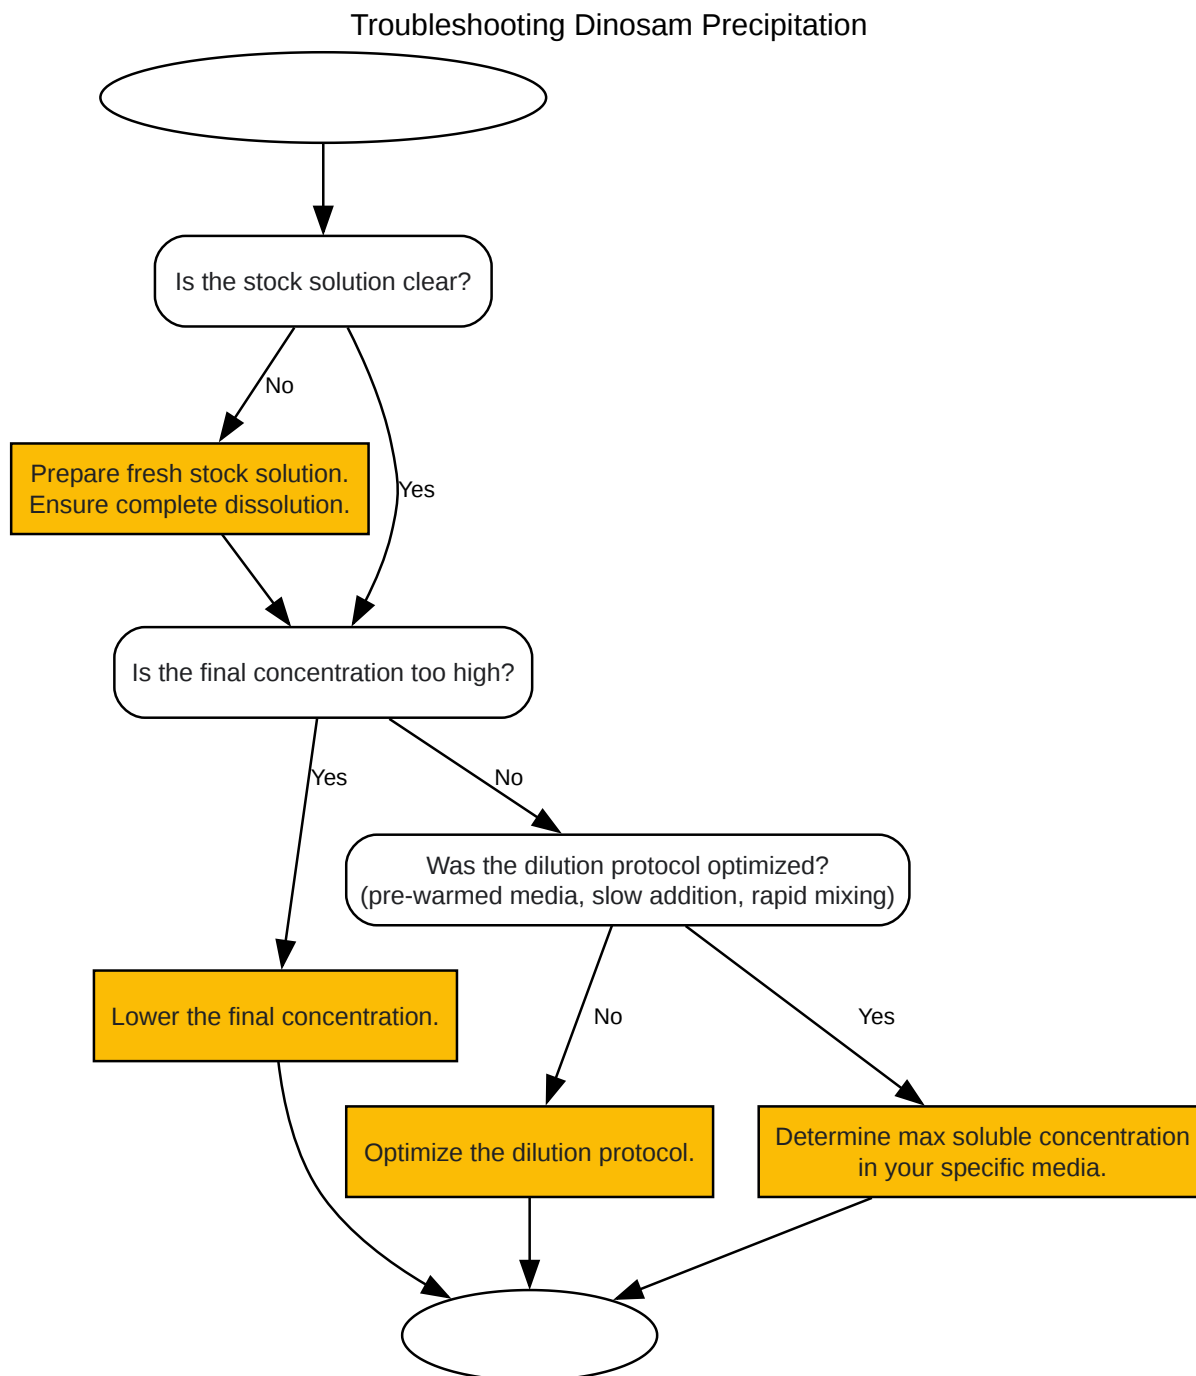 Troubleshooting Dinosam Precipitation
Is the stock solution clear?
No
Prepare fresh stock solution.
Ensure complete dissolution.
Yes
Is the final concentration too high?
Yes
No
Was the dilution protocol optimized?
(pre-warmed media, slow addition, rapid mixing)
Lower the final concentration.
No
Yes
Optimize the dilution protocol.
Determine max soluble concentration
in your specific media.